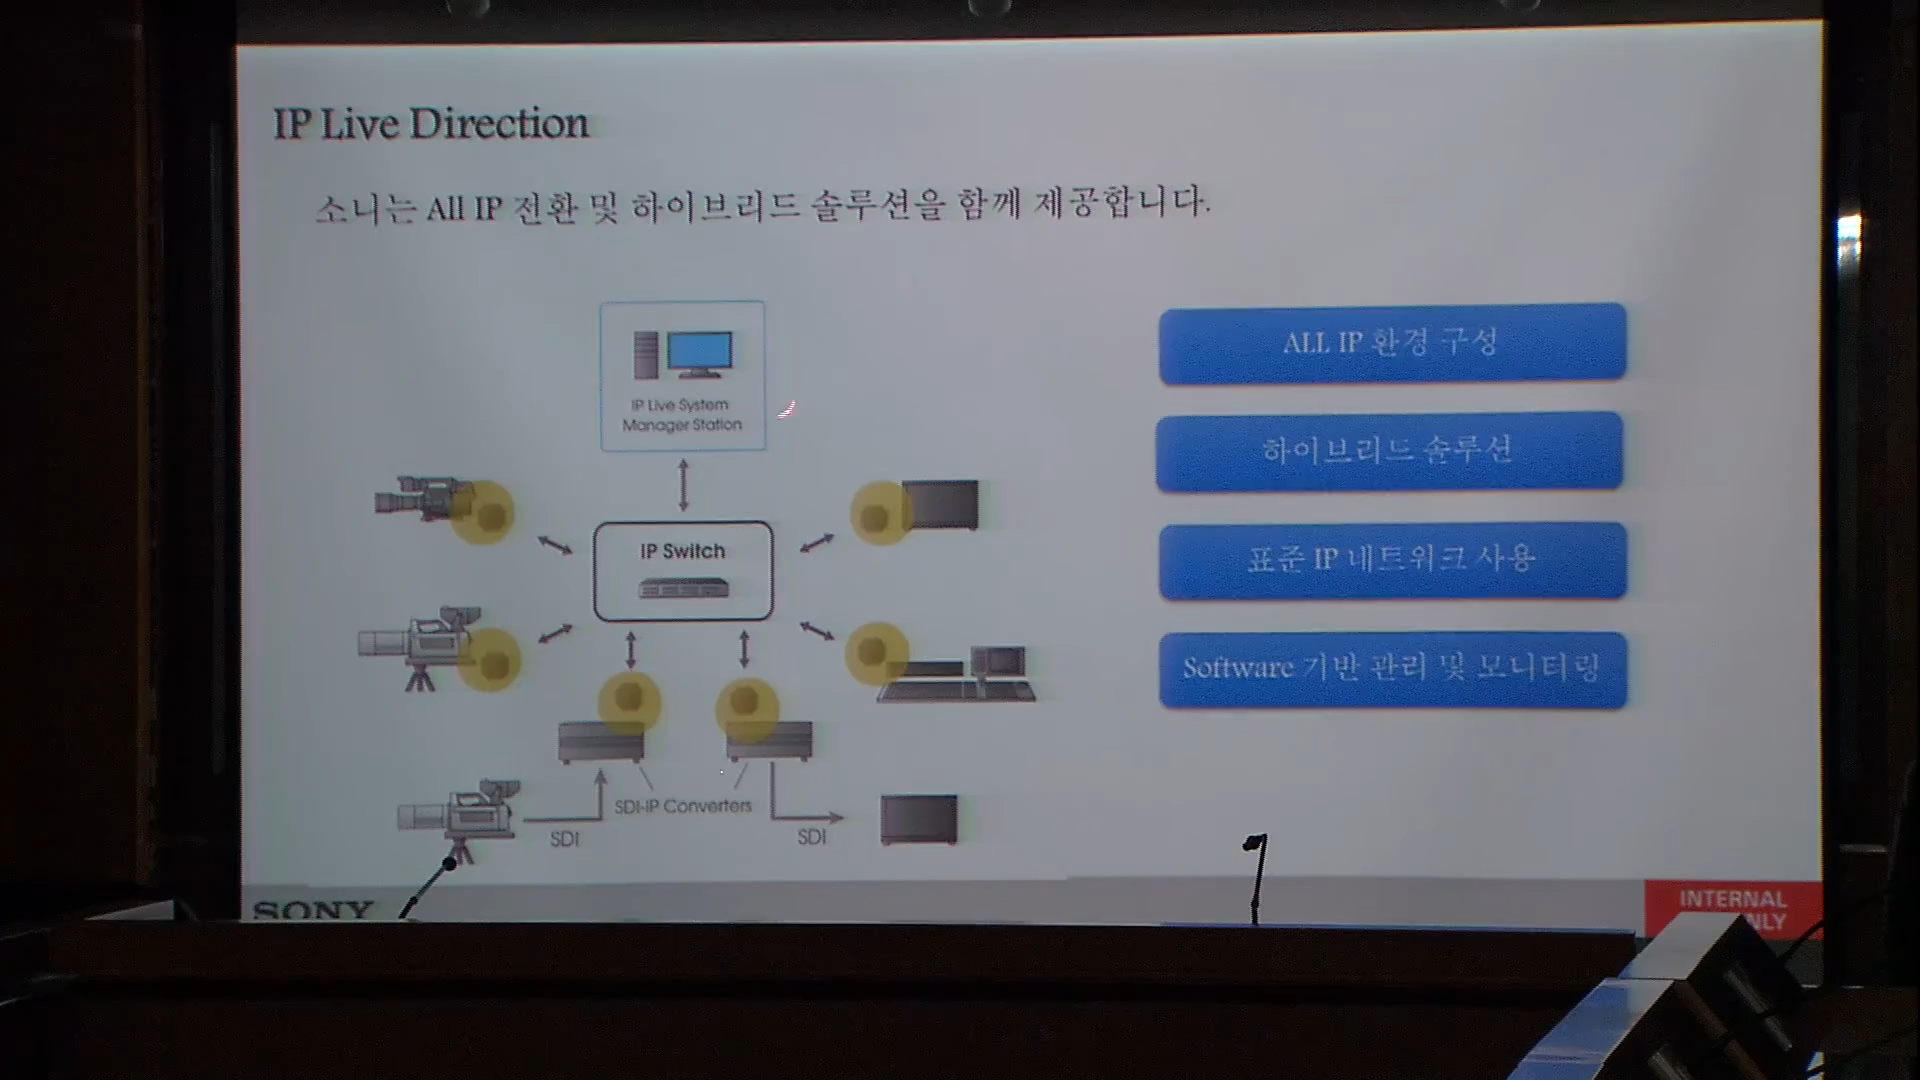 IP Live Direction
소니는 All IP 전환 및 하이브리드 솔루션을 함께 제공합니다.
IP Live System
Manager Station
IP Switch
SDI-IP Converters
SDI
SDI
ALL IP 환경 구성
하이브리드 솔루션
표준 IP 네트워크 사용
Software 기반 관리 및 모니터링
SONY
INTERNAL